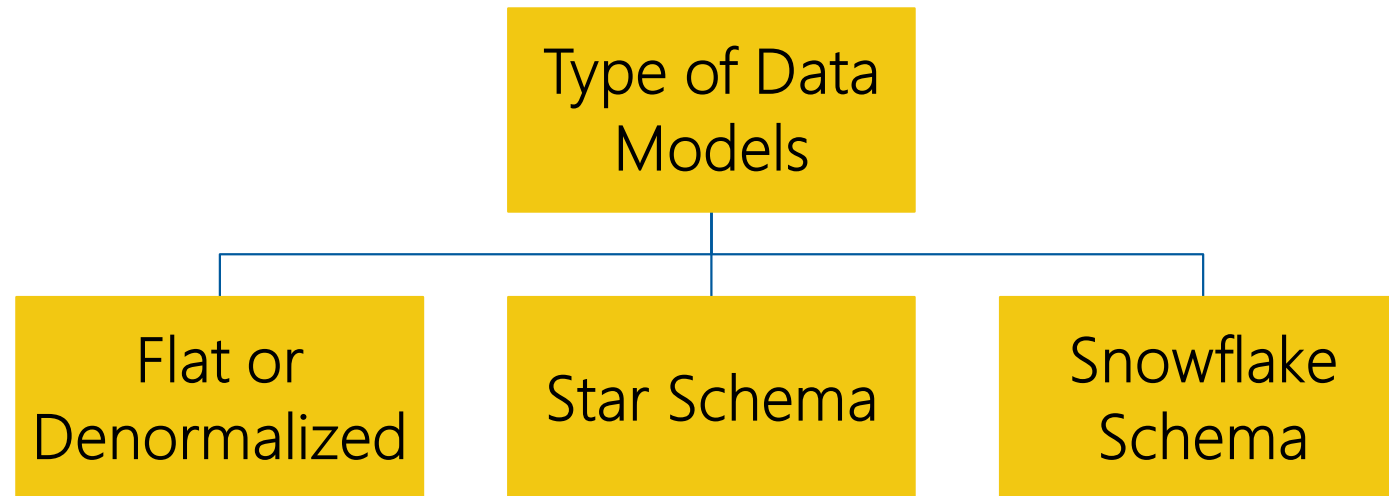 Type of Data
Models
Flat or
Denormalized
Star Schema
Snowflake
Schema